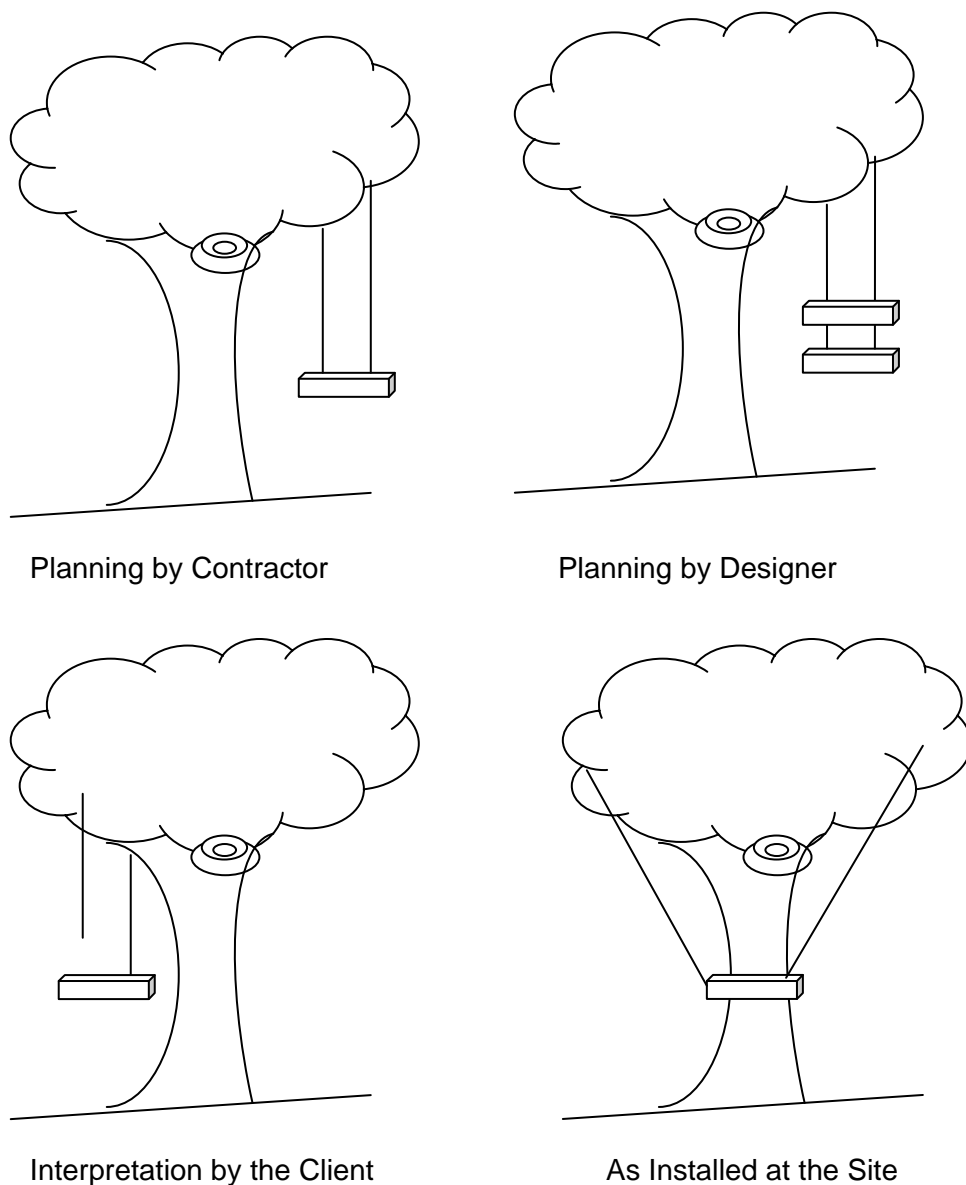 Planning by Contractor
Planning by Designer
Interpretation by the Client
As Installed at the Site